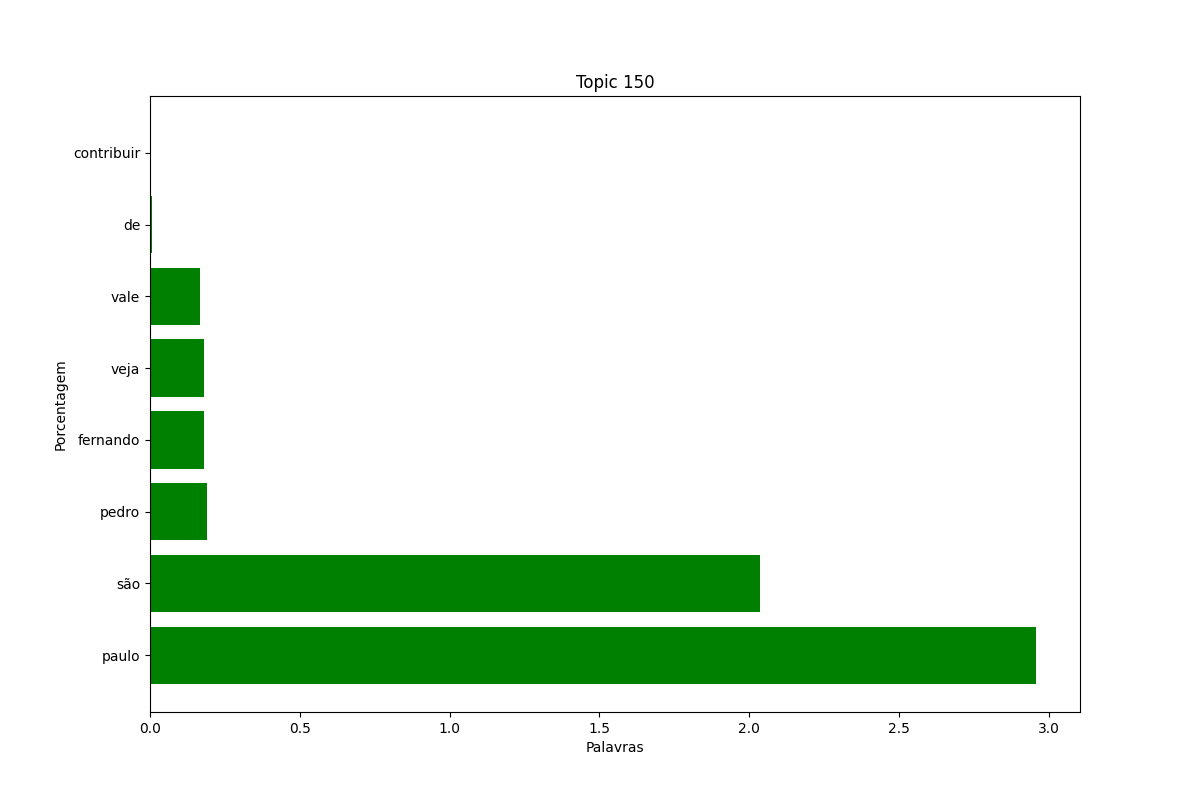 Topic 150
contribuir
de
vale
veja
fernando
pedro
são
paulo
Porcentagem
0.0 0.5 1.0 1.5 2.0 2.5 3.0
Palavras